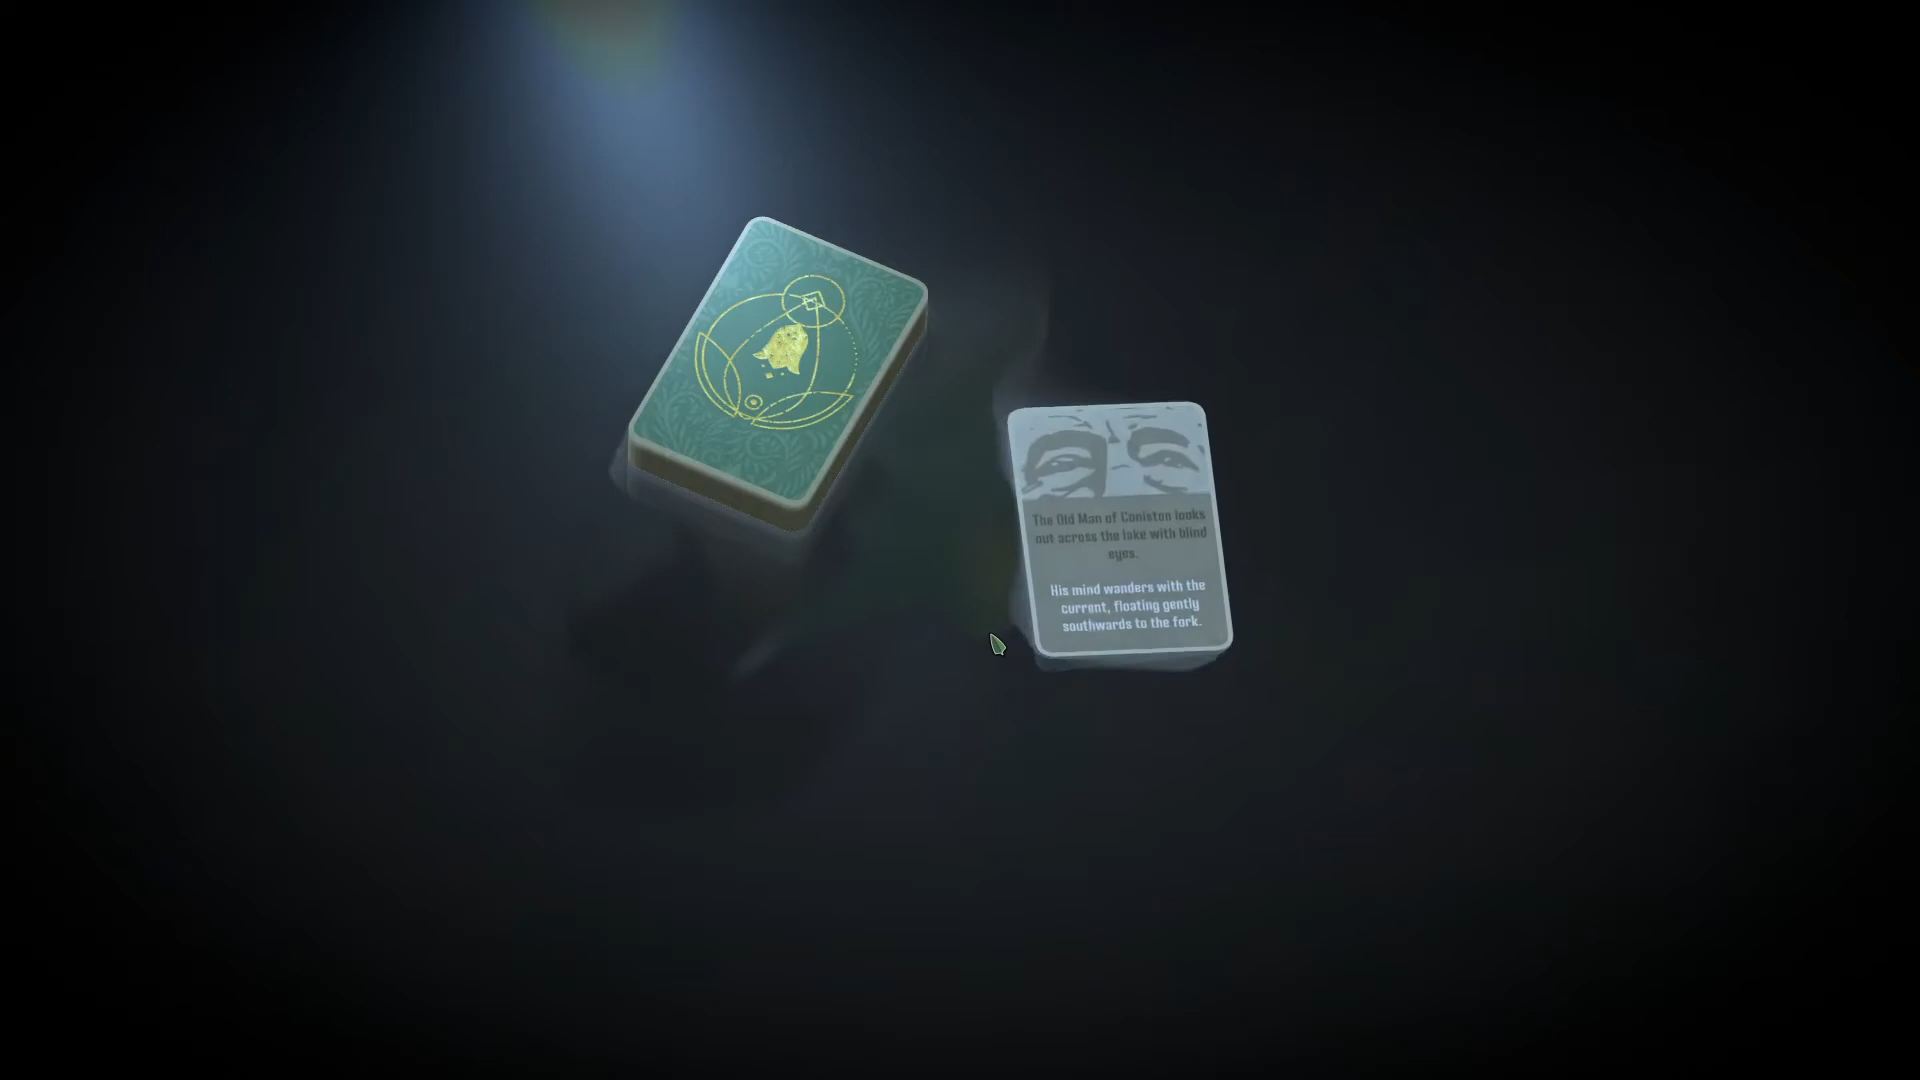 The Old Man of Coniston looks
out across the lake with blind
eyes.
His mind wanders with the
current, floating gently
southwards to the fork.